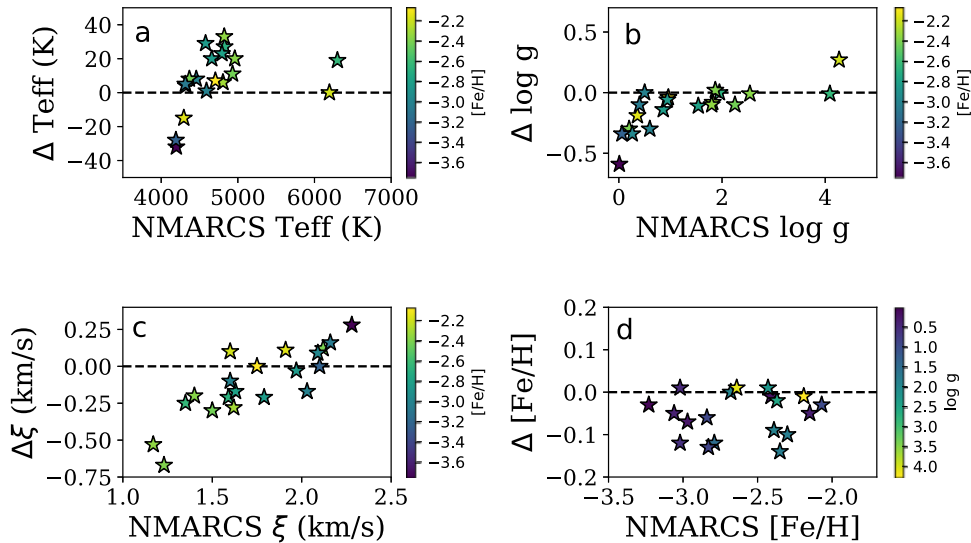 a
Δ Teff (K)
40
20
0
−20
−40
4000 5000 6000 7000
NMARCS Teff (K)
−2.2
−2.4
−2.6
−2.8
−3.0
−3.2
−3.4
−3.6
[Fe/H]
b
Δ log g
0.5
0.0
−0.5
0 2 4
NMARCS log g
−2.2
−2.4
−2.6
−2.8
−3.0
−3.2
−3.4
−3.6
[Fe/H]
c
Δξ (km/s)
0.25
0.00
−0.25
−0.50
−0.75
1.0 1.5 2.0 2.5
NMARCS ξ (km/s)
−2.2
−2.4
−2.6
−2.8
−3.0
−3.2
−3.4
−3.6
[Fe/H]
d
Δ [Fe/H]
0.2
0.1
0.0
−0.1
−0.2
−3.5 −3.0 −2.5 −2.0
NMARCS [Fe/H]
0.5
1.0
1.5
2.0
2.5
3.0
3.5
4.0
log g